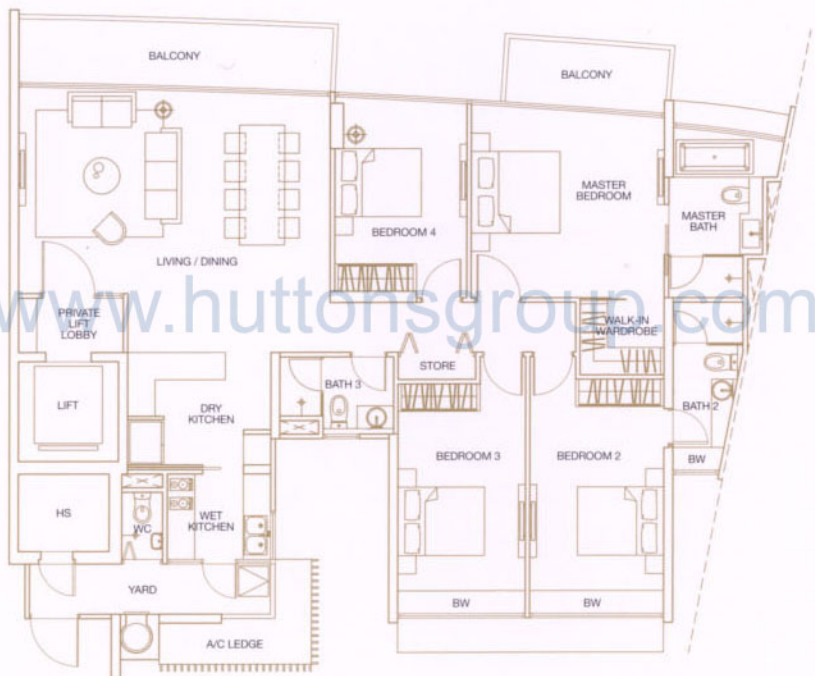 BALCONY
BALCONY
MASTER
BEDROOM
MASTER
BATH
BEDROOM 4
LIVING / DINING
PRIVATE
LIFT
LOBBY
www.huttonsgroup.com
WALK-IN
WARDROBE
STORE
BATH 3
LIFT
DRY
KITCHEN
BATH 2
BEDROOM 3
BEDROOM 2
BW
HS
WC
WET
KITCHEN
YARD
BW
BW
A/C LEDGE